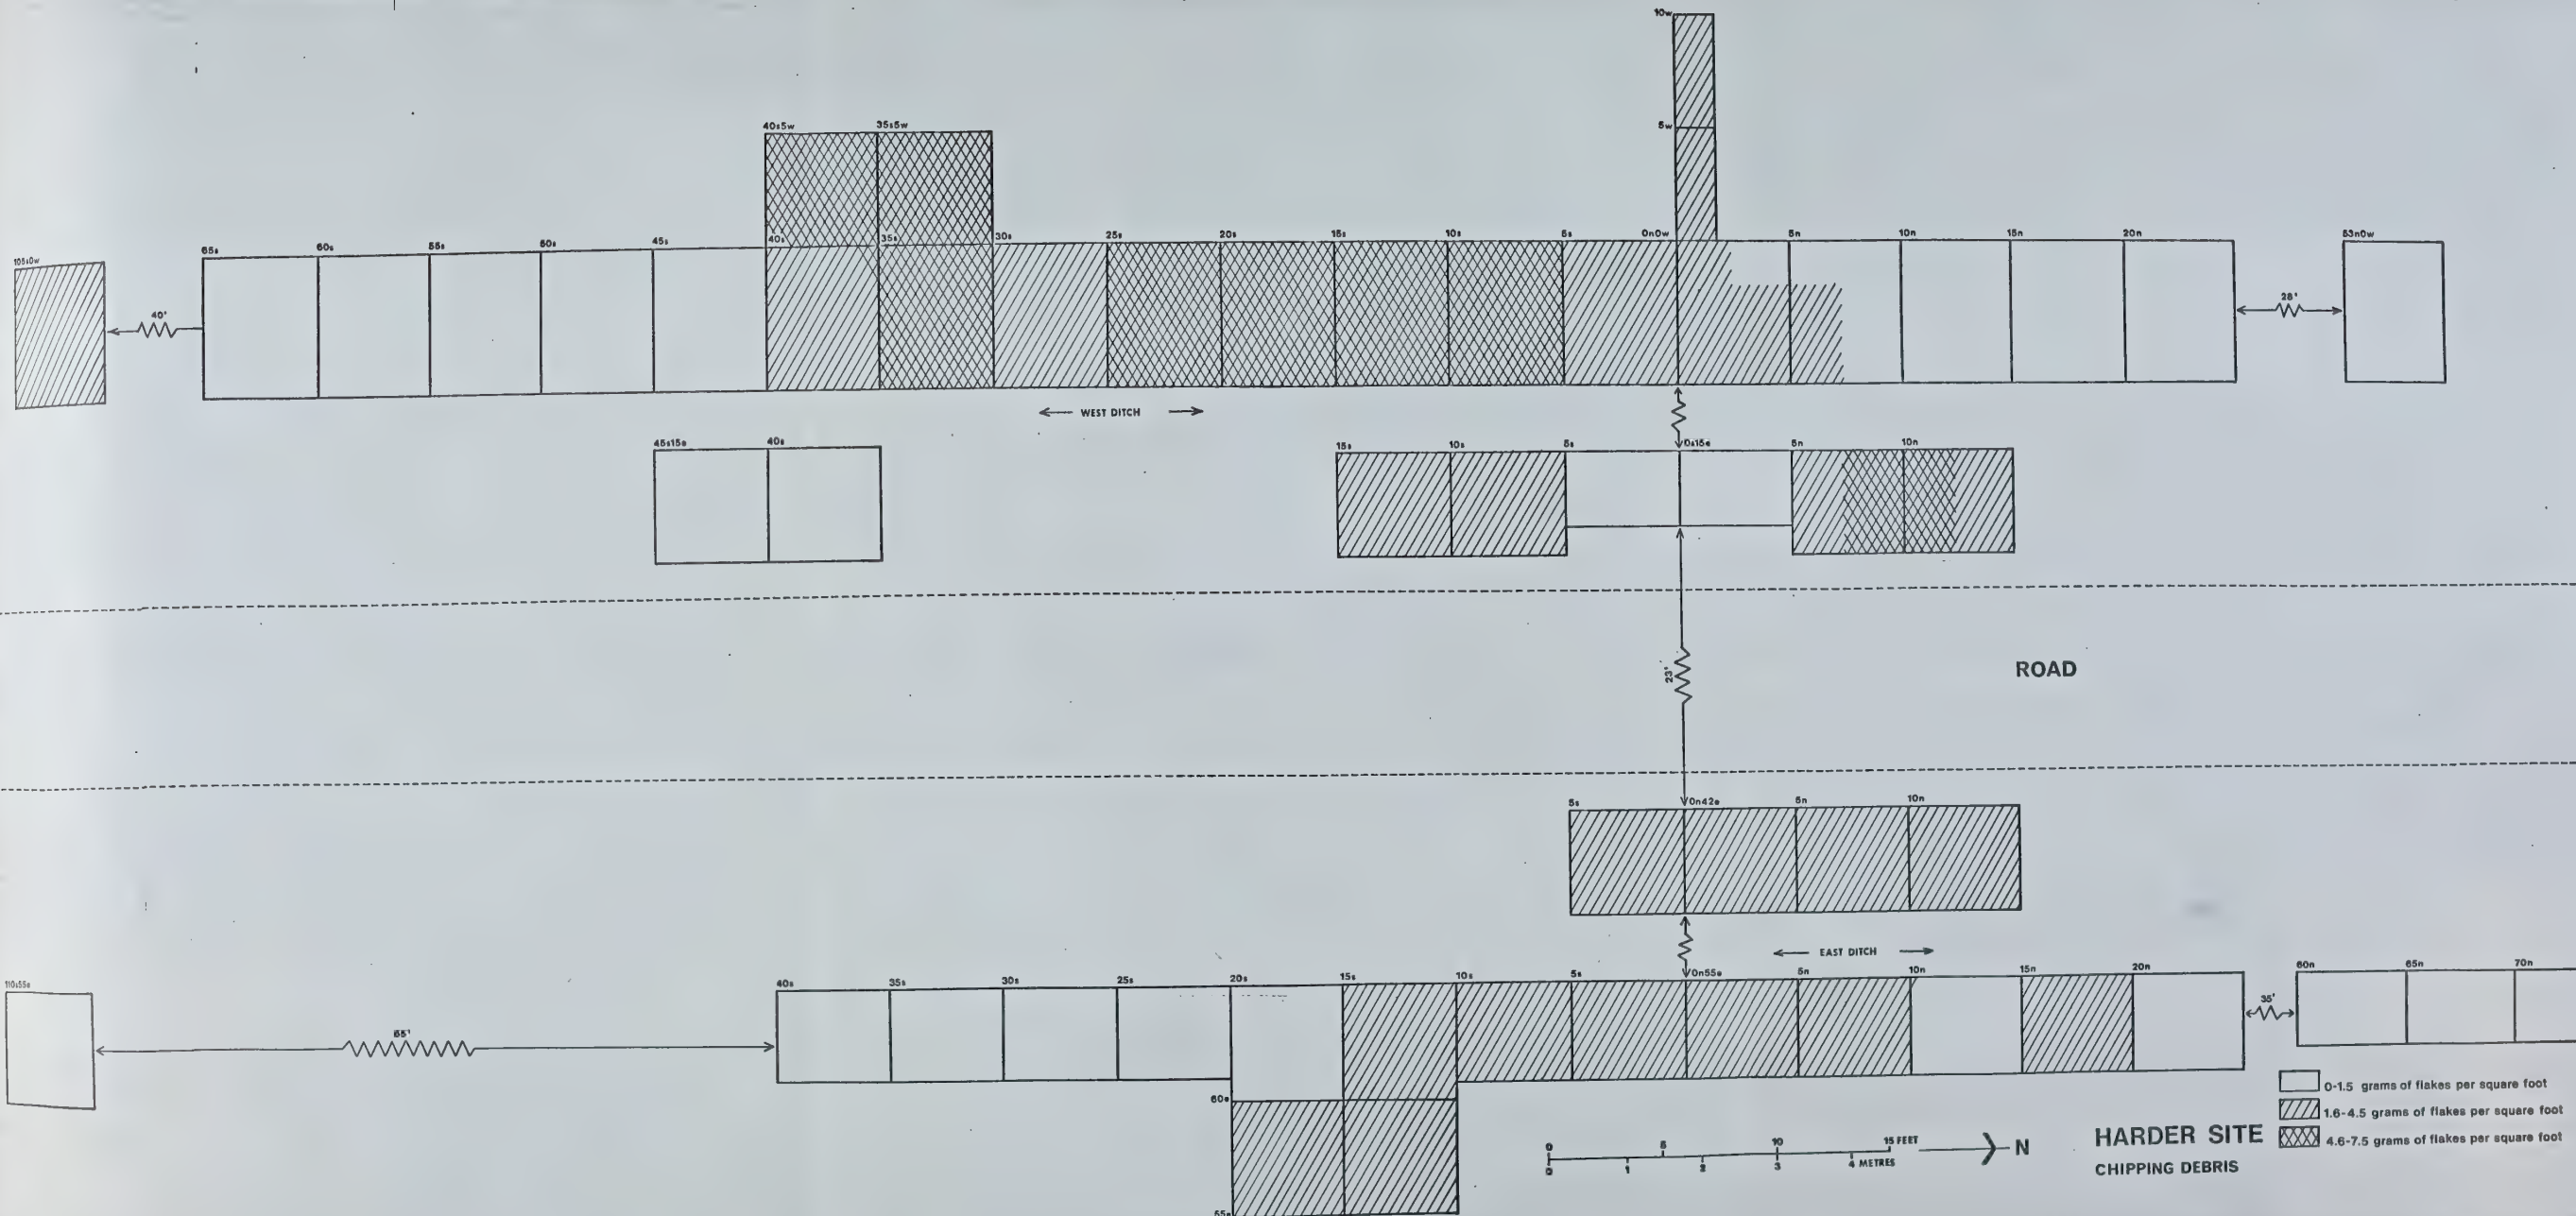 10w
5w
40s5w 35s5w
105s0w 65s 60s 55s 50s 45s 40s 35s 30s 25s 20s 15s 10s 5s 0n0w 5n 10n 15n 20n 53n0w
40' 28'
WEST DITCH
45s15e 40s 15s 10s 5s 0s15e 5n 10n
23'
ROAD
5s 0n42e 5n 10n
EAST DITCH
110s55e 40s 35s 30s 25s 20s 15s 10s 5s 0n55e 5n 10n 15n 20n 60n 65n 70n
65' 35'
60e
0-1.5 grams of flakes per square foot
1.6-4.5 grams of flakes per square foot
4.6-7.5 grams of flakes per square foot
0 5 10 15 FEET
0 1 2 3 4 METRES
N
HARDER SITE
CHIPPING DEBRIS